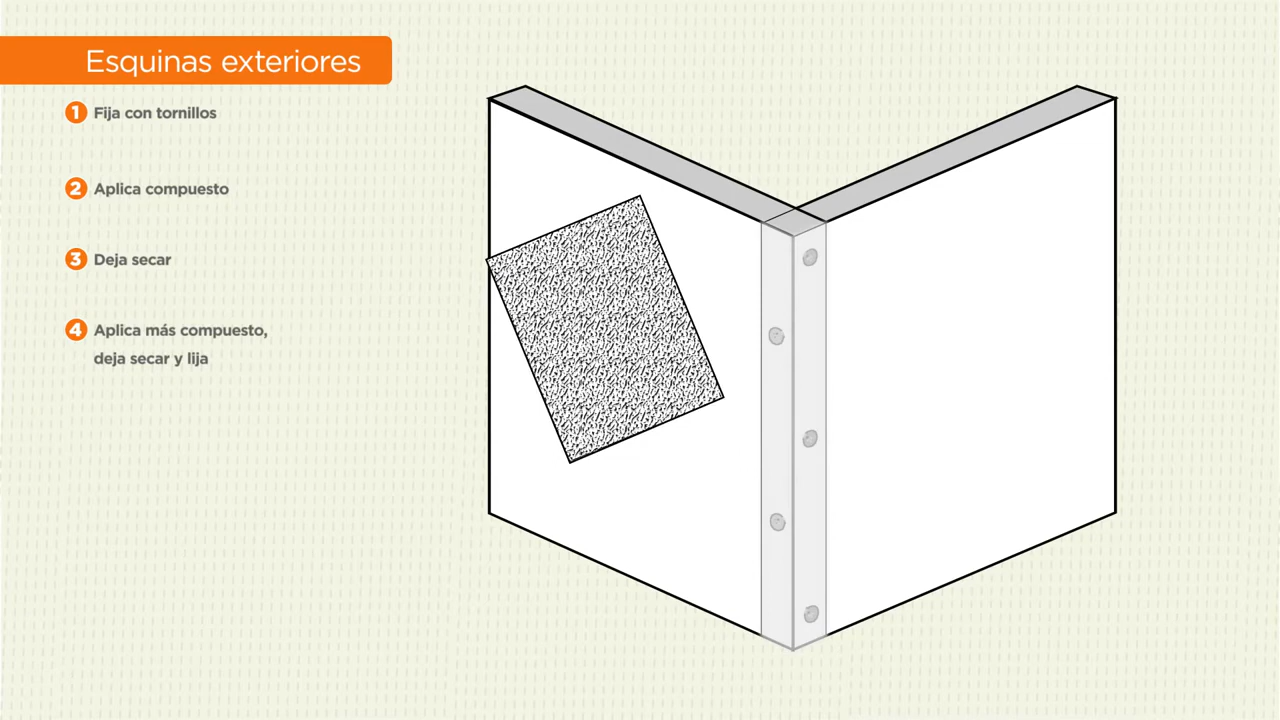 Esquinas exteriores
1 Fija con tornillos
2 Aplica compuesto
3 Deja secar
4 Aplica más compuesto,
deja secar y lija